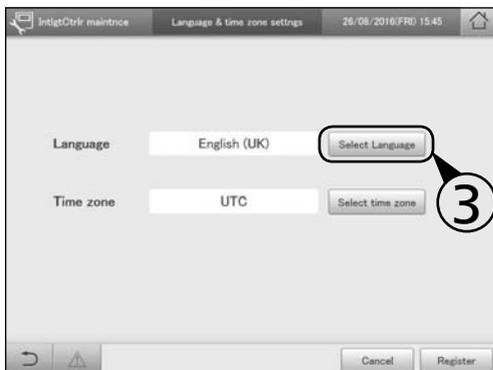 IntlgtCtrlr maintnce Language & time zone settngs 26/08/2016(FRI) 15:45
Language English (UK) Select Language
3
Time zone UTC Select time zone
Cancel Register